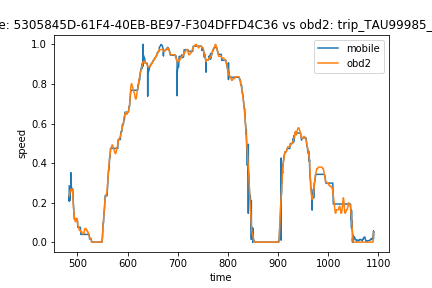 e: 5305845D-61F4-40EB-BE97-F304DFFD4C36 vs obd2: trip_TAU99985_
mobile
obd2
1.0
0.8
0.6
0.4
0.2
0.0
speed
500 600 700 800 900 1000 1100
time